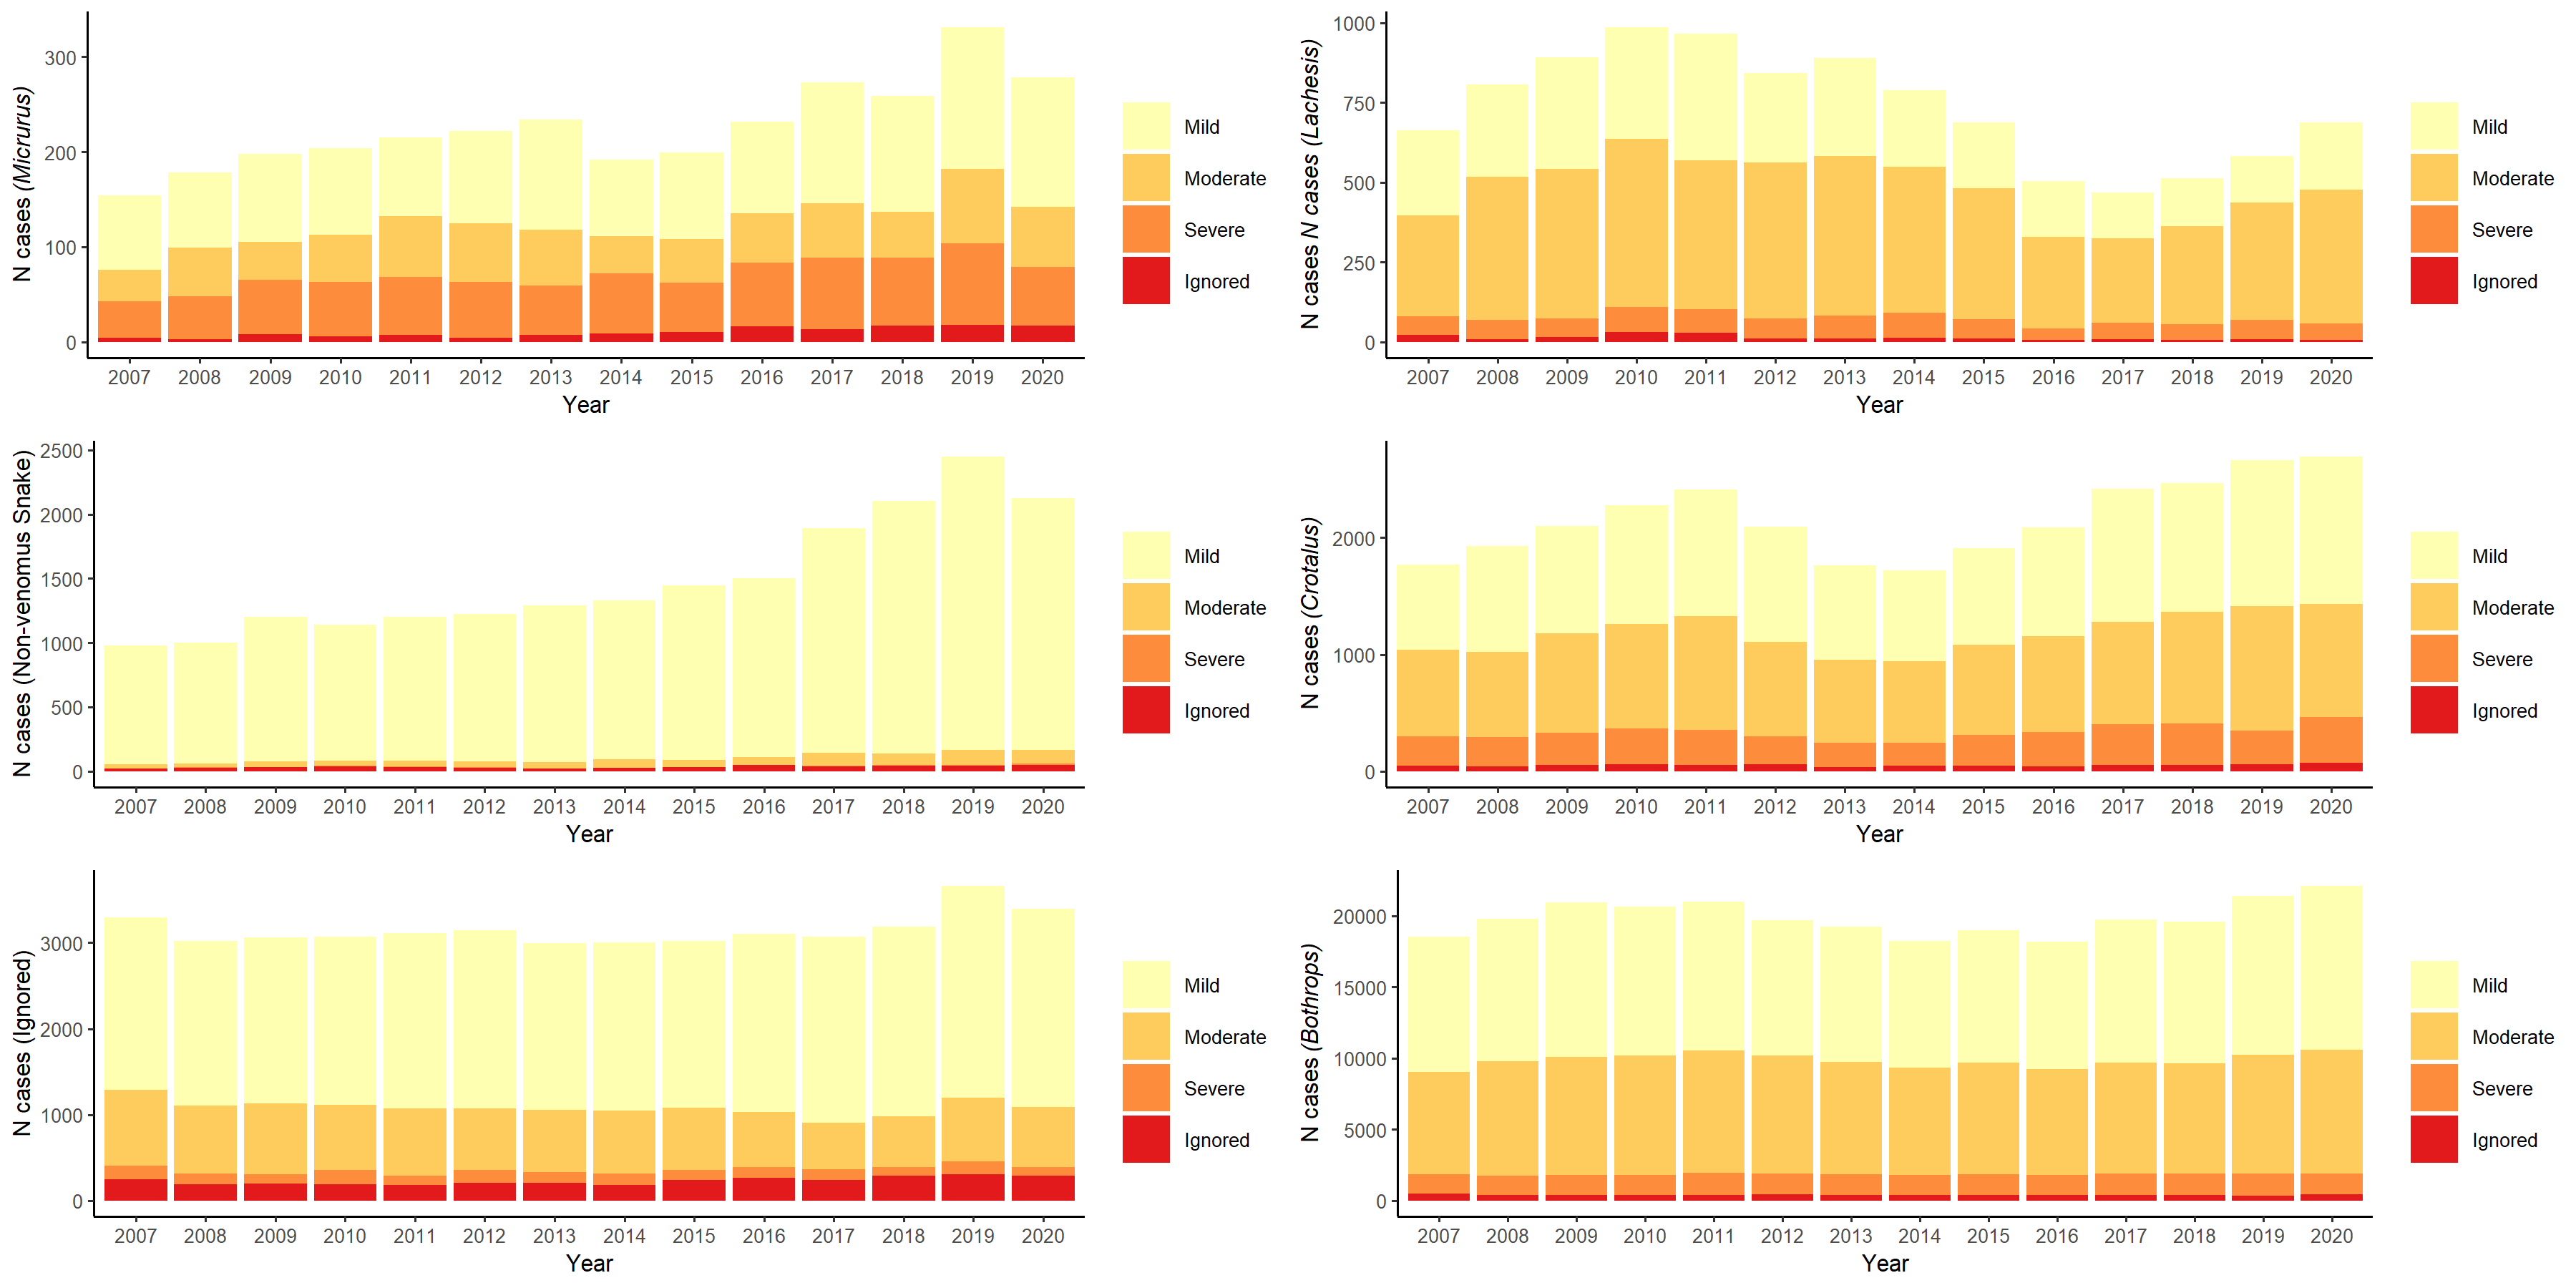 N cases (Micrurus)
300
200
100
0
2007 2008 2009 2010 2011 2012 2013 2014 2015 2016 2017 2018 2019 2020
Year
Mild
Moderate
Severe
Ignored
N cases N cases (Lachesis)
1000
750
500
250
0
2007 2008 2009 2010 2011 2012 2013 2014 2015 2016 2017 2018 2019 2020
Year
Mild
Moderate
Severe
Ignored
N cases (Non-venomus Snake)
2500
2000
1500
1000
500
0
2007 2008 2009 2010 2011 2012 2013 2014 2015 2016 2017 2018 2019 2020
Year
Mild
Moderate
Severe
Ignored
N cases (Crotalus)
2000
1000
0
2007 2008 2009 2010 2011 2012 2013 2014 2015 2016 2017 2018 2019 2020
Year
Mild
Moderate
Severe
Ignored
N cases (Ignored)
3000
2000
1000
0
2007 2008 2009 2010 2011 2012 2013 2014 2015 2016 2017 2018 2019 2020
Year
Mild
Moderate
Severe
Ignored
N cases (Bothrops)
20000
15000
10000
5000
0
2007 2008 2009 2010 2011 2012 2013 2014 2015 2016 2017 2018 2019 2020
Year
Mild
Moderate
Severe
Ignored